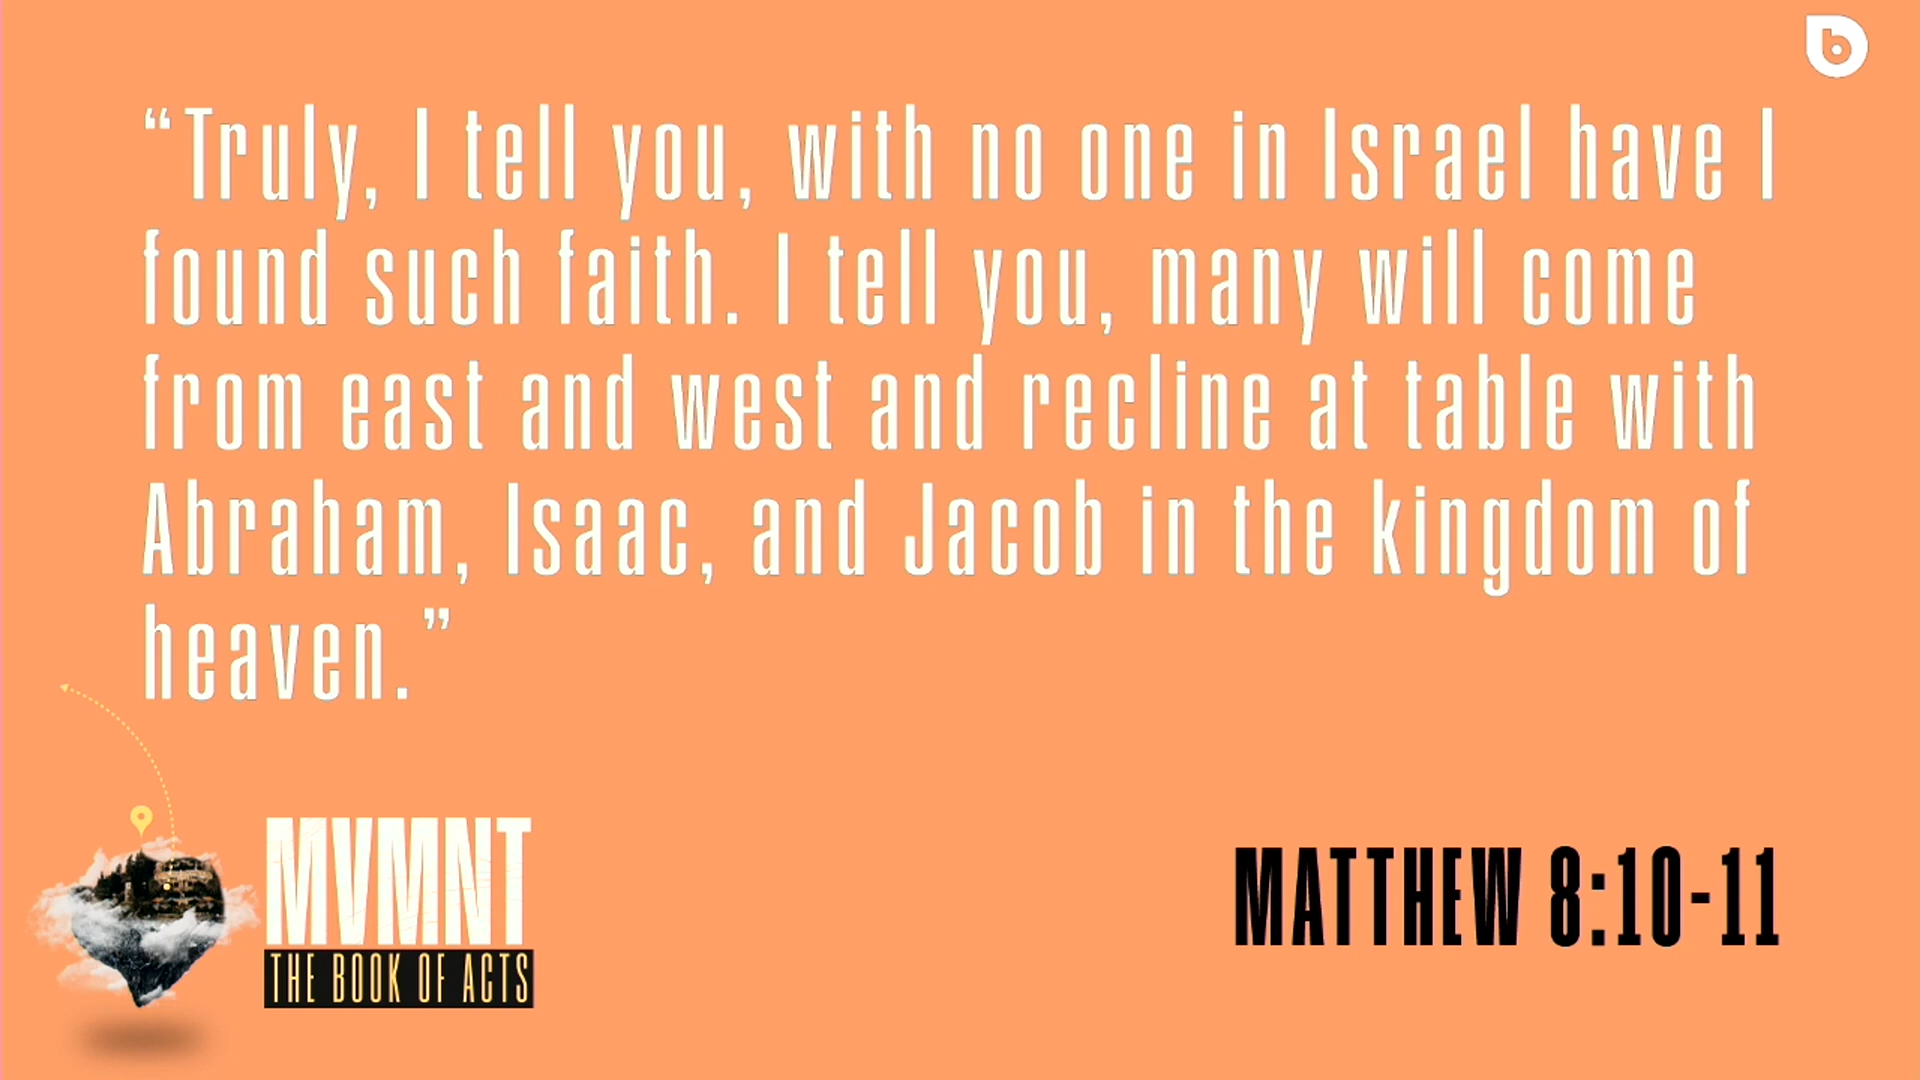 “Truly, I tell you, with no one in Israel have I
found such faith. I tell you, many will come
from east and west and recline at table with
Abraham, Isaac, and Jacob in the kingdom of
heaven.”
MVMNT
THE BOOK OF ACTS
MATTHEW 8:10-11
b